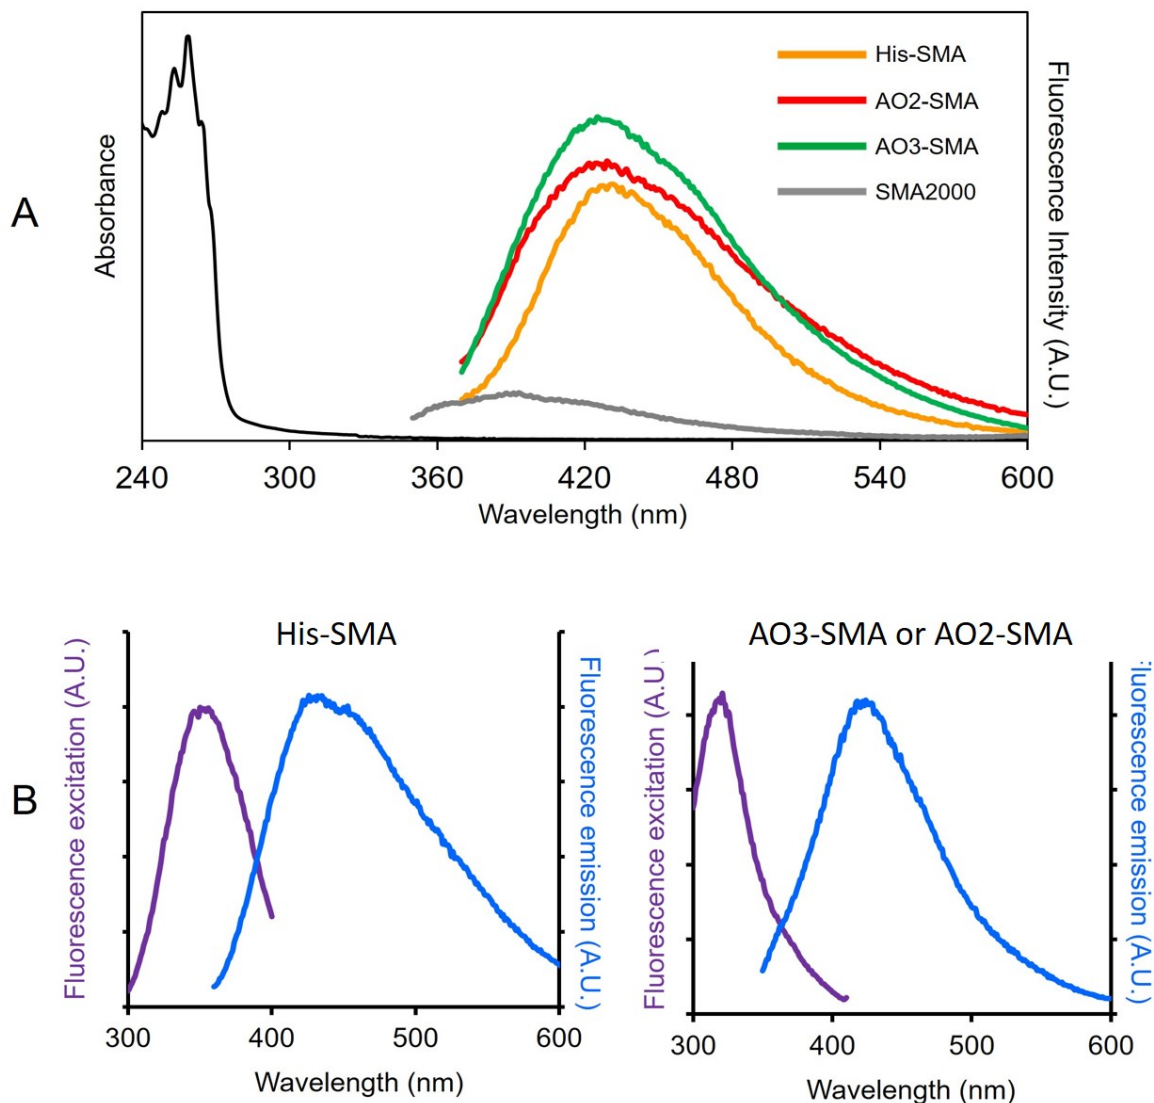 A
Absorbance
His-SMA
AO2-SMA
AO3-SMA
SMA2000
Fluorescence Intensity (A.U.)
240 300 360 420 480 540 600
Wavelength (nm)
B
His-SMA
Fluorescence excitation (A.U.)
Fluorescence emission (A.U.)
300 400 500 600
Wavelength (nm)
AO3-SMA or AO2-SMA
Fluorescence excitation (A.U.)
Fluorescence emission (A.U.)
300 400 500 600
Wavelength (nm)